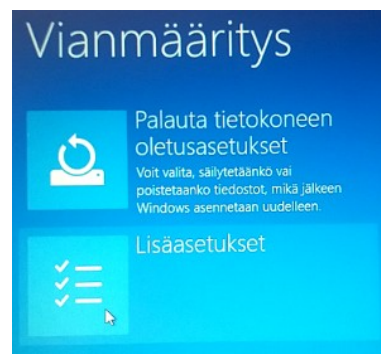 Vianmääritys
Palauta tietokoneen
oletusasetukset
Voit valita, säilytetäänkö vai
poistetaanko tiedostot, mikä jälkeen
Windows asennetaan uudelleen.
Lisäasetukset